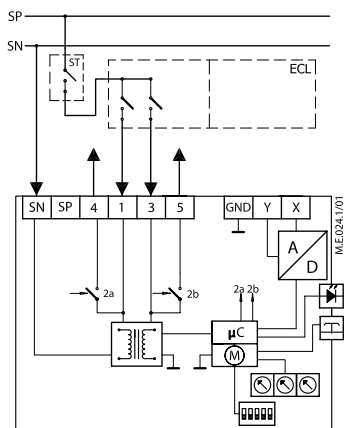 SP
SN
ST
ECL
M.E.024.1/01
SN SP 4 1 3 5 GND Y X
A
D
2a 2b 2a 2b
µC
M